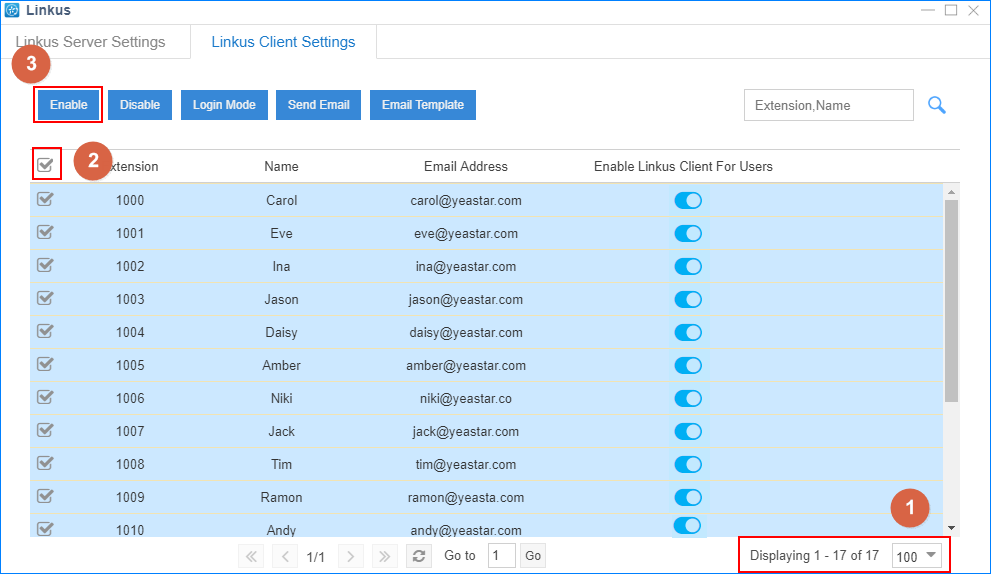 Linkus
Linkus Server Settings Linkus Client Settings
3
Enable Disable Login Mode Send Email Email Template Extension,Name
2
xtension Name Email Address Enable Linkus Client For Users
1000 Carol carol@yeastar.com
1001 Eve eve@yeastar.com
1002 Ina ina@yeastar.com
1003 Jason jason@yeastar.com
1004 Daisy daisy@yeastar.com
1005 Amber amber@yeastar.com
1006 Niki niki@yeastar.co
1007 Jack jack@yeastar.com
1008 Tim tim@yeastar.com
1009 Ramon ramon@yeasta.com
1010 Andy andy@yeastar.com
1
1/1 Go to 1 Go Displaying 1 - 17 of 17 100